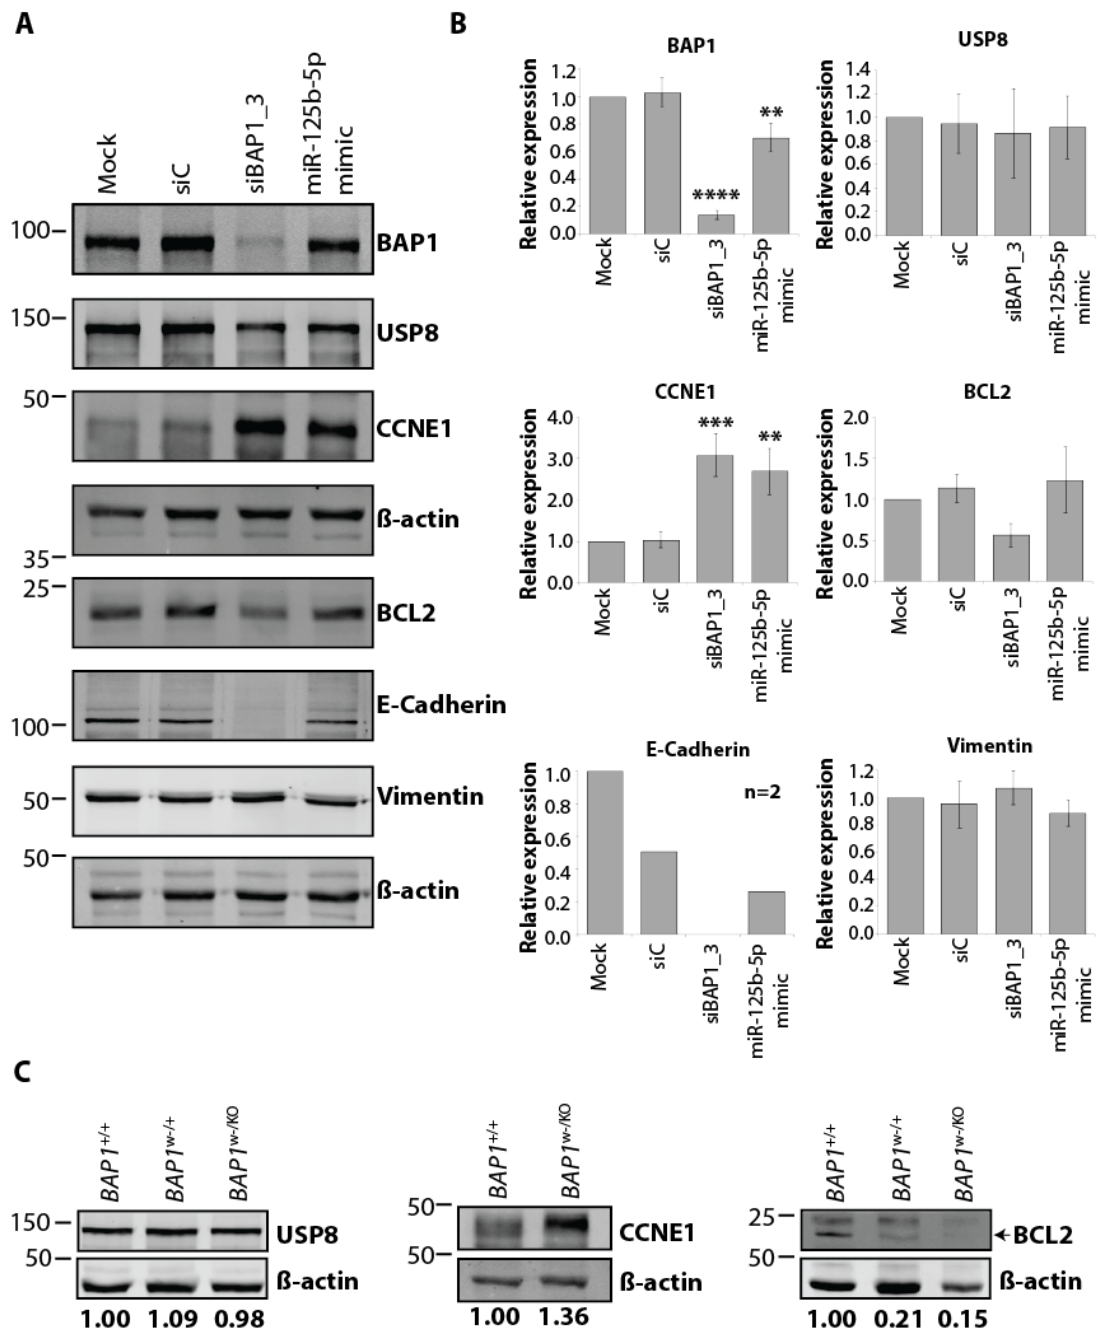 A
Mock
siC
siBAP1_3
miR-125b-5p
mimic
100
BAP1
150
USP8
50
CCNE1
ß-actin
35
25
BCL2
E-Cadherin
100
50
Vimentin
50
ß-actin
B
BAP1
Relative expression
1.2
1.0
0.8
0.6
0.4
0.2
0.0
**
****
Mock
siC
siBAP1_3
miR-125b-5p
mimic
USP8
Relative expression
1.4
1.2
1.0
0.8
0.6
0.4
0.2
0.0
Mock
siC
siBAP1_3
miR-125b-5p
mimic
CCNE1
Relative expression
4.0
3.0
2.0
1.0
0.0
***
**
Mock
siC
siBAP1_3
miR-125b-5p
mimic
BCL2
Relative expression
2.0
1.5
1.0
0.5
0.0
Mock
siC
siBAP1_3
miR-125b-5p
mimic
E-Cadherin
Relative expression
1.0
0.8
0.6
0.4
0.2
0.0
n=2
Mock
siC
siBAP1_3
miR-125b-5p
mimic
Vimentin
Relative expression
1.2
1.0
0.8
0.6
0.4
0.2
0.0
Mock
siC
siBAP1_3
miR-125b-5p
mimic
C
BAP1+/+
BAP1w-/+
BAP1w-/KO
150
USP8
50
ß-actin
1.00 1.09 0.98
BAP1+/+
BAP1w-/KO
50
CCNE1
50
ß-actin
1.00 1.36
BAP1+/+
BAP1w-/+
BAP1w-/KO
25
BCL2
50
ß-actin
1.00 0.21 0.15